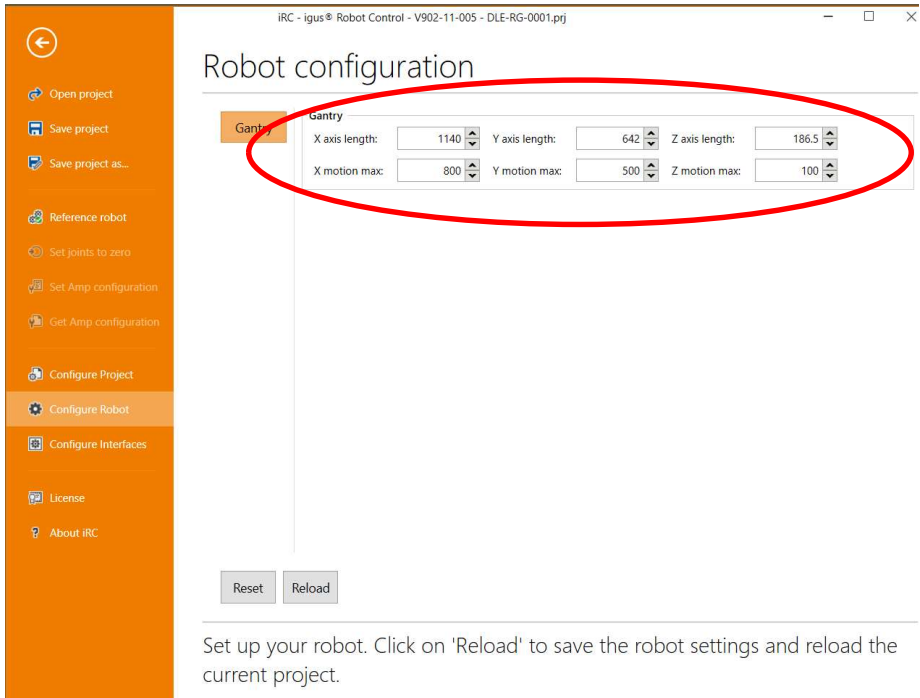 iRC - igus® Robot Control - V902-11-005 - DLE-RG-0001.prj
Robot configuration
Open project
Save project
Save project as...
Reference robot
Set joints to zero
Set Amp configuration
Get Amp configuration
Configure Project
Configure Robot
Configure Interfaces
License
About iRC
Gantry
Gantry
X axis length: 1140 Y axis length: 642 Z axis length: 186.5
X motion max: 800 Y motion max: 500 Z motion max: 100
Reset Reload
Set up your robot. Click on 'Reload' to save the robot settings and reload the
current project.